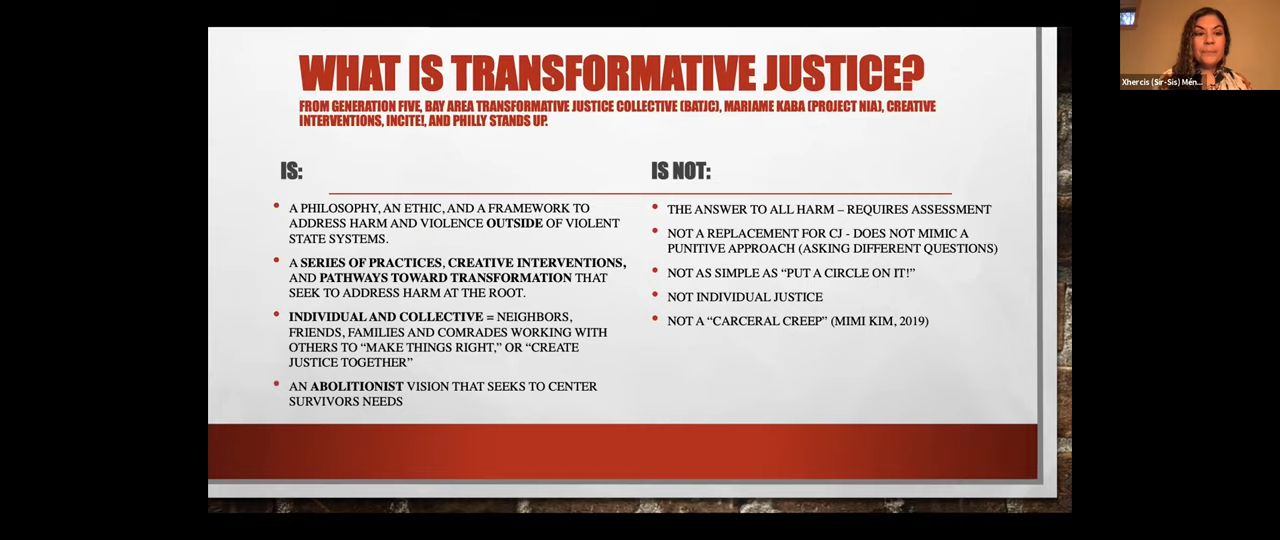 WHAT IS TRANSFORMATIVE JUSTICE?
FROM GENERATION FIVE, BAY AREA TRANSFORMATIVE JUSTICE COLLECTIVE (BATJC), MARIAME KABA (PROJECT NIA), CREATIVE
INTERVENTIONS, INCITE!, AND PHILLY STANDS UP.
IS:
• A PHILOSOPHY, AN ETHIC, AND A FRAMEWORK TO
ADDRESS HARM AND VIOLENCE OUTSIDE OF VIOLENT
STATE SYSTEMS.
• A SERIES OF PRACTICES, CREATIVE INTERVENTIONS,
AND PATHWAYS TOWARD TRANSFORMATION THAT
SEEK TO ADDRESS HARM AT THE ROOT.
• INDIVIDUAL AND COLLECTIVE = NEIGHBORS,
FRIENDS, FAMILIES AND COMRADES WORKING WITH
OTHERS TO “MAKE THINGS RIGHT,” OR “CREATE
JUSTICE TOGETHER”
• AN ABOLITIONIST VISION THAT SEEKS TO CENTER
SURVIVORS NEEDS
IS NOT:
• THE ANSWER TO ALL HARM – REQUIRES ASSESSMENT
• NOT A REPLACEMENT FOR CJ - DOES NOT MIMIC A
PUNITIVE APPROACH (ASKING DIFFERENT QUESTIONS)
• NOT AS SIMPLE AS “PUT A CIRCLE ON IT!”
• NOT INDIVIDUAL JUSTICE
• NOT A “CARCERAL CREEP” (MIMI KIM, 2019)
Xhercis (Sir-Sis) Mén...